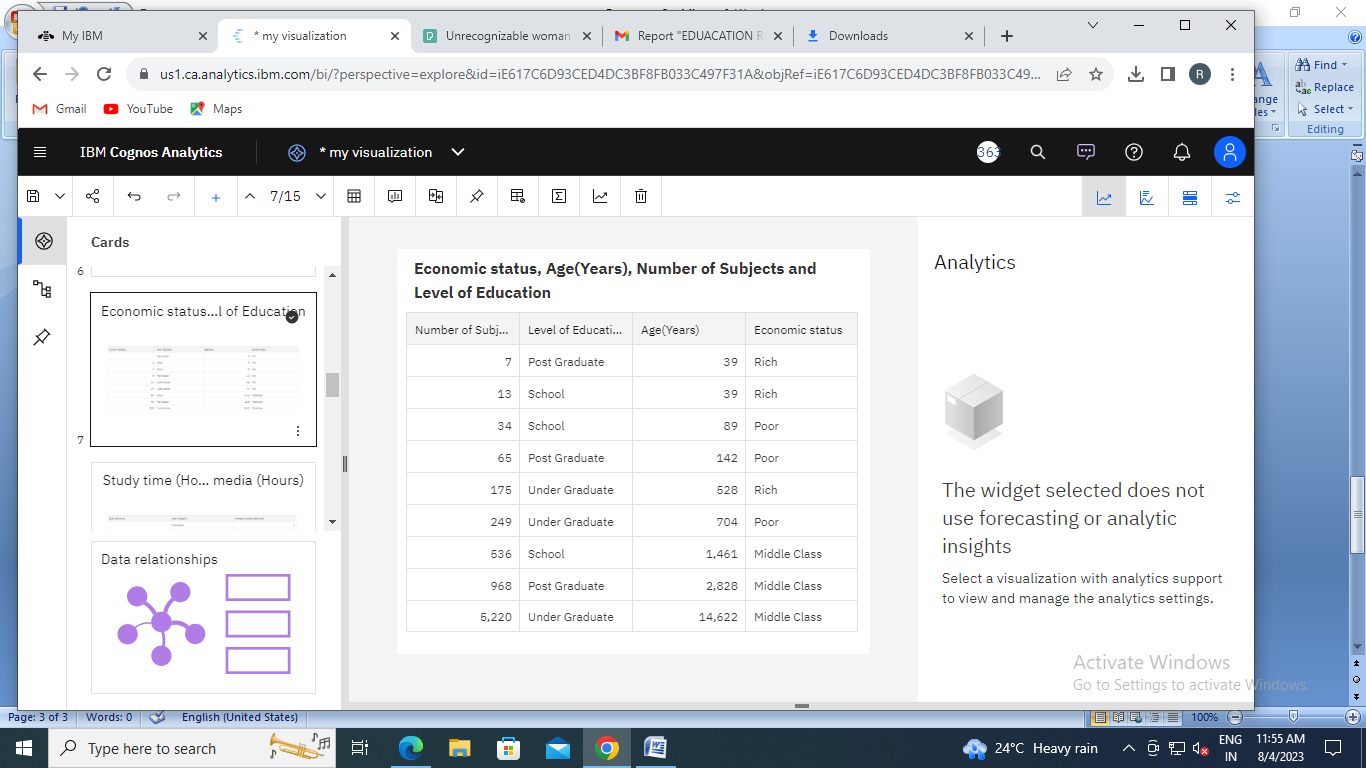 My IBM
* my visualization
Unrecognizable woman
Report "EDUACATION R
Downloads
us1.ca.analytics.ibm.com/bi/?perspective=explore&id=iE617C6D93CED4DC3BF8FB033C497F31A&objRef=iE617C6D93CED4DC3BF8FB033C49...
R
Gmail YouTube Maps
Find
Replace
Select
Editing
IBM Cognos Analytics
* my visualization
363
7/15
Cards
6
Economic status...l of Education
7
Study time (Ho... media (Hours)
Data relationships
Economic status, Age(Years), Number of Subjects and
Level of Education
Number of Subj... Level of Educati... Age(Years) Economic status
7 Post Graduate 39 Rich
13 School 39 Rich
34 School 89 Poor
65 Post Graduate 142 Poor
175 Under Graduate 528 Rich
249 Under Graduate 704 Poor
536 School 1,461 Middle Class
968 Post Graduate 2,828 Middle Class
5,220 Under Graduate 14,622 Middle Class
Analytics
The widget selected does not
use forecasting or analytic
insights
Select a visualization with analytics support
to view and manage the analytics settings.
Activate Windows
Go to Settings to activate Windows.
Page: 3 of 3 Words: 0 English (United States) 100%
Type here to search
24°C Heavy rain
ENG
IN
11:55 AM
8/4/2023